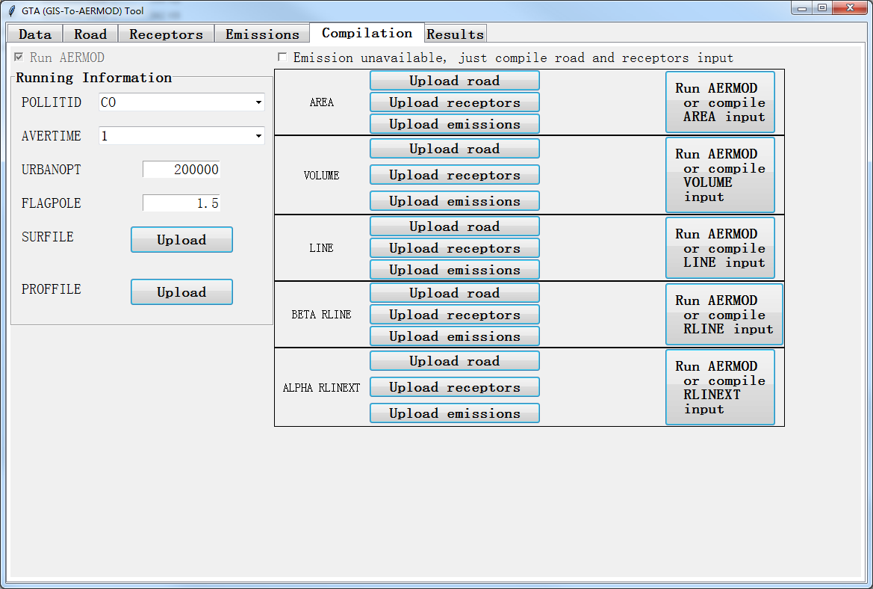 GTA (GIS-To-AERMOD) Tool
Data Road Receptors Emissions Compilation Results
Run AERMOD
Emission unavailable, just compile road and receptors input
Running Information
POLLITID CO
AVERTIME 1
URBANOPT 200000
FLAGPOLE 1.5
SURFILE Upload
PROFFILE Upload
AREA
Upload road
Upload receptors
Upload emissions
Run AERMOD
or compile
AREA input
VOLUME
Upload road
Upload receptors
Upload emissions
Run AERMOD
or compile
VOLUME
input
LINE
Upload road
Upload receptors
Upload emissions
Run AERMOD
or compile
LINE input
BETA RLINE
Upload road
Upload receptors
Upload emissions
Run AERMOD
or compile
RLINE input
ALPHA RLINEXT
Upload road
Upload receptors
Upload emissions
Run AERMOD
or compile
RLINEXT
input